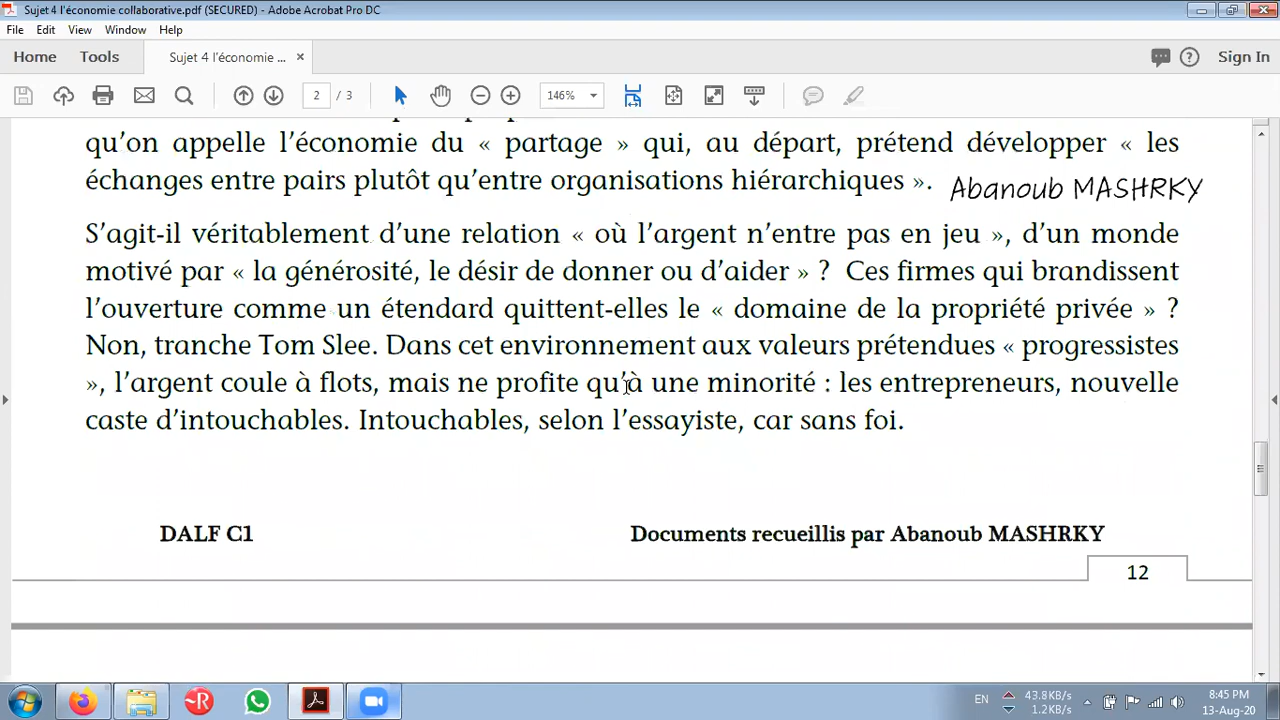 Sujet 4 l'économie collaborative.pdf (SECURED) - Adobe Acrobat Pro DC
File Edit View Window Help
Home Tools Sujet 4 l'économie ... × Sign In
2 / 3 146%
qu'on appelle l'économie du « partage » qui, au départ, prétend développer « les
échanges entre pairs plutôt qu'entre organisations hiérarchiques ». Abanoub MASHRKY
S'agit-il véritablement d'une relation « où l'argent n'entre pas en jeu », d'un monde
motivé par « la générosité, le désir de donner ou d'aider » ? Ces firmes qui brandissent
l'ouverture comme un étendard quittent-elles le « domaine de la propriété privée » ?
Non, tranche Tom Slee. Dans cet environnement aux valeurs prétendues « progressistes
», l'argent coule à flots, mais ne profite qu'à une minorité : les entrepreneurs, nouvelle
caste d'intouchables. Intouchables, selon l'essayiste, car sans foi.
DALF C1 Documents recueillis par Abanoub MASHRKY
12
EN 43.8KB/s 8:45 PM
1.2KB/s 13-Aug-20